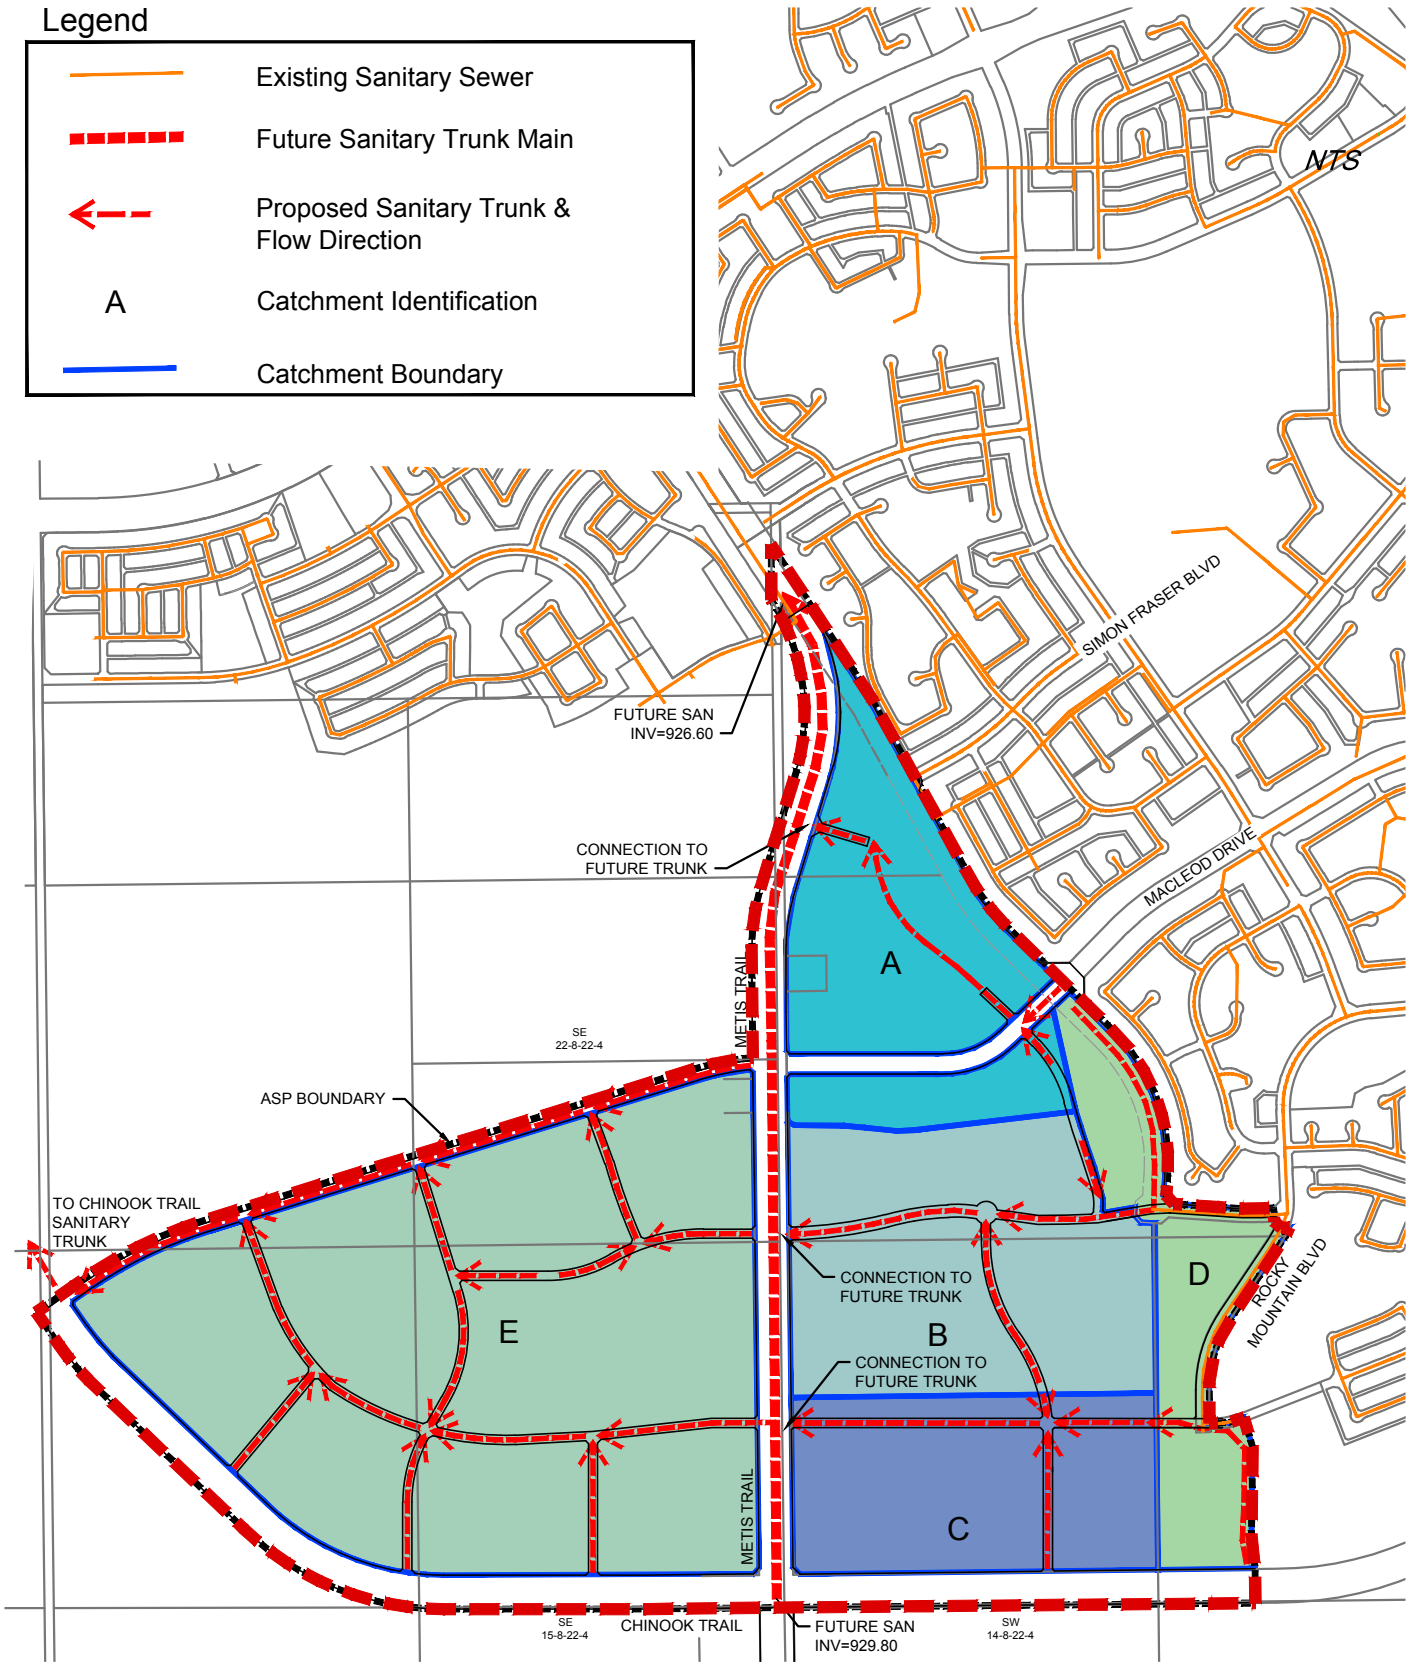 Legend
Existing Sanitary Sewer
Future Sanitary Trunk Main
Proposed Sanitary Trunk &
Flow Direction
A
Catchment Identification
Catchment Boundary
NTS
SIMON FRASER BLVD
FUTURE SAN
INV=926.60
MACLEOD DRIVE
CONNECTION TO
FUTURE TRUNK
A
METIS TRAIL
SE
22-8-22-4
ASP BOUNDARY
TO CHINOOK TRAIL
SANITARY
TRUNK
D
ROCKY
MOUNTAIN BLVD
CONNECTION TO
FUTURE TRUNK
E
B
CONNECTION TO
FUTURE TRUNK
METIS TRAIL
C
SE
15-8-22-4
CHINOOK TRAIL
FUTURE SAN
INV=929.80
SW
14-8-22-4